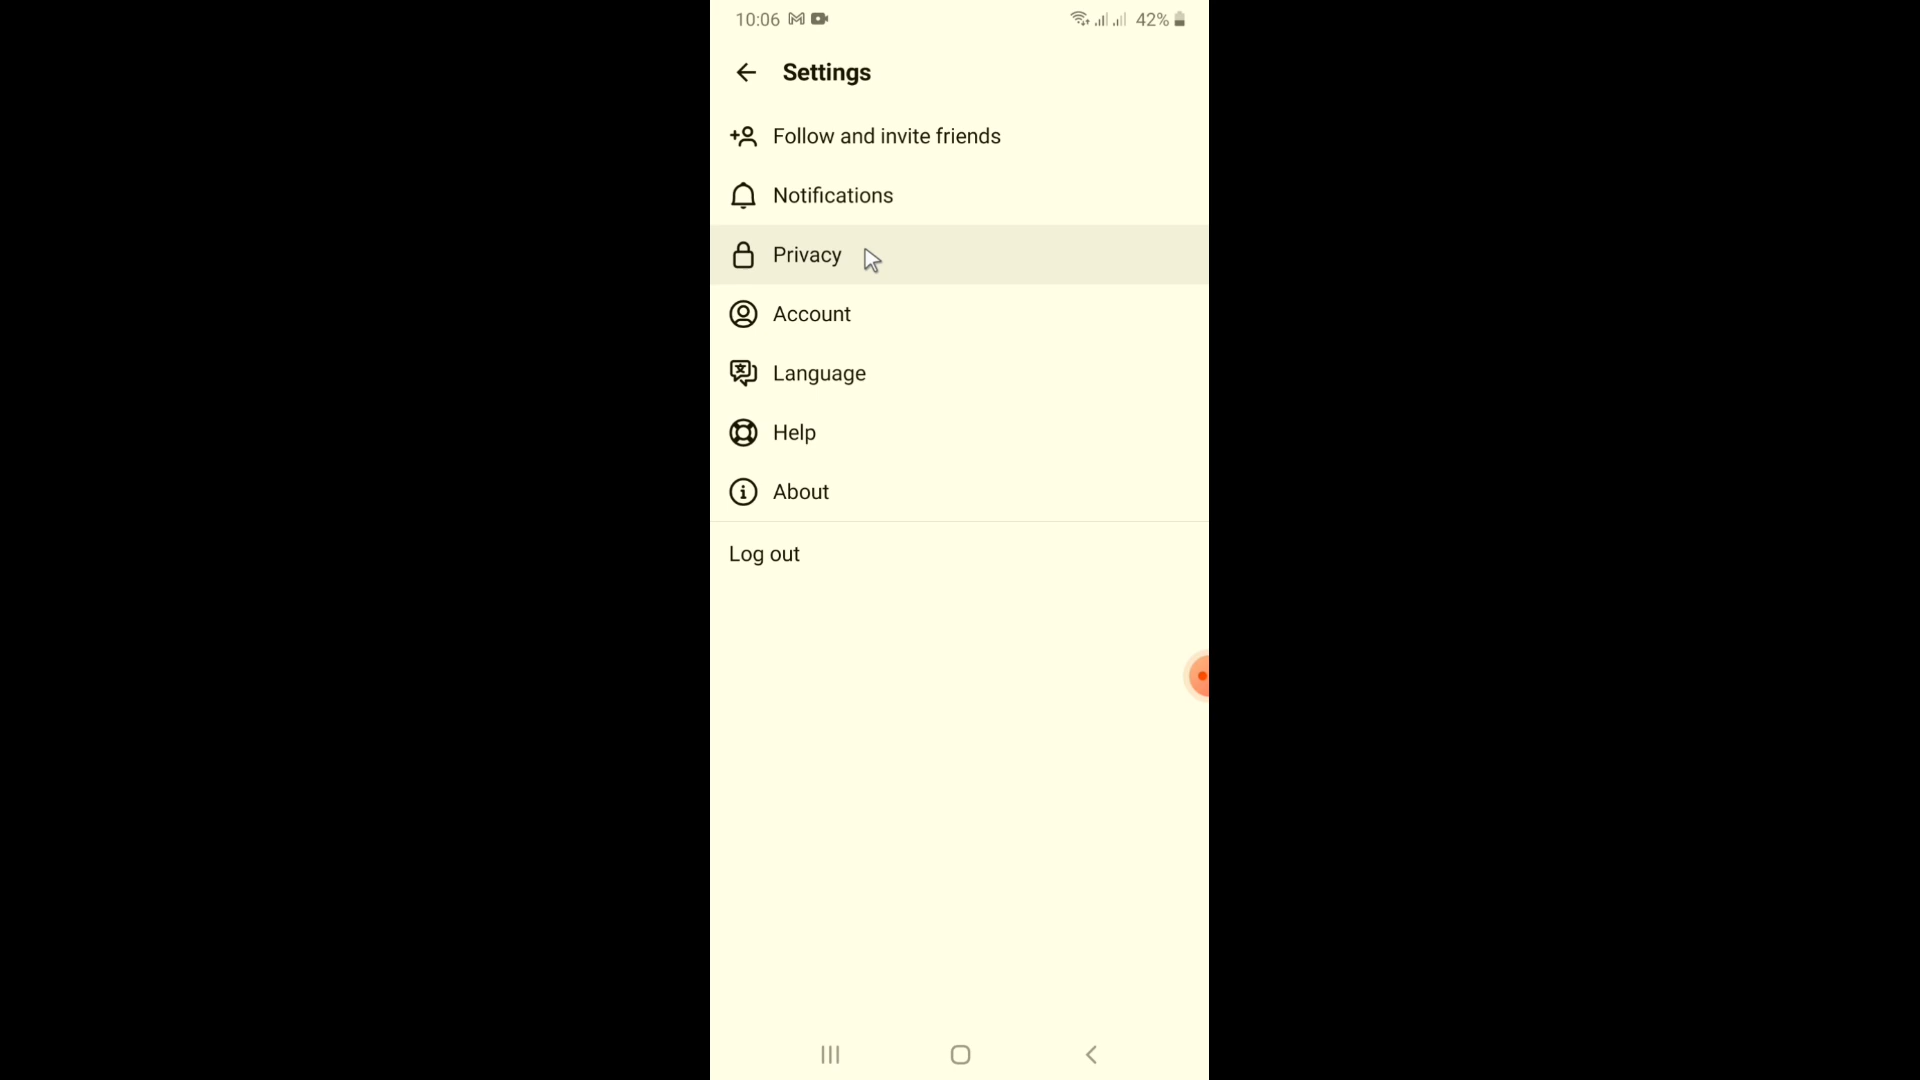 10:06 42%
Settings
Follow and invite friends
Notifications
Privacy
Account
Language
Help
About
Log out